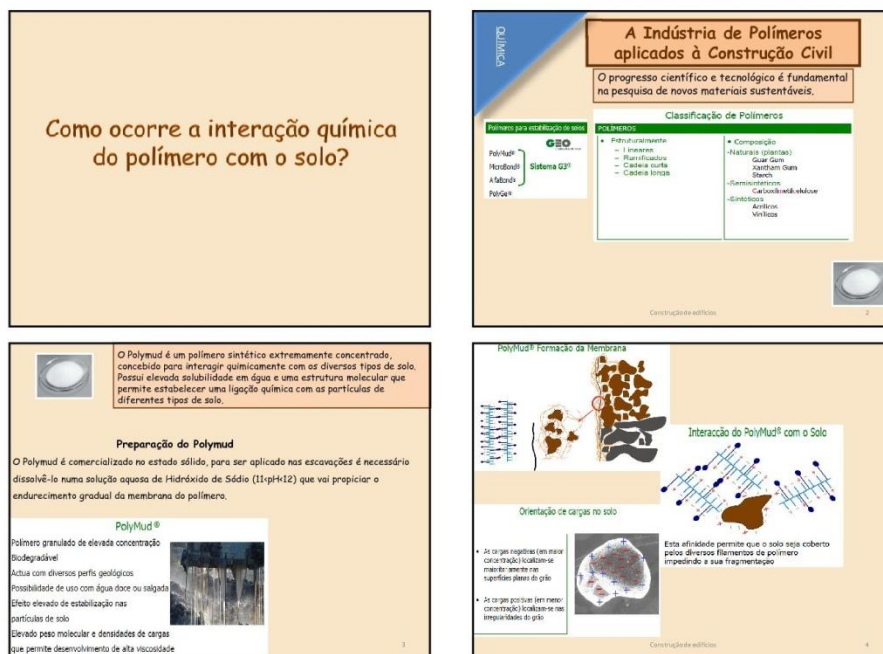 Como ocorre a interação química
do polímero com o solo?
QUÍMICA
A Indústria de Polímeros
aplicados à Construção Civil
O progresso científico e tecnológico é fundamental
na pesquisa de novos materiais sustentáveis.
Polímeros para estabilização de solos
GEO
PolyMud®
MicroBond®
AlfaBond®
PolyGel®
Sistema G3®
Classificação de Polímeros
POLÍMEROS
• Estruturalmente
– Lineares
– Ramificados
– Cadeia curta
– Cadeia longa
• Composição
-Naturais (plantas)
Guar Gum
Xantham Gum
Starch
-Semisintéticos
Carboximetilcelulose
-Sintéticos
Acrílicos
Vinílicos
Construção de edifícios
2
O Polymud é um polímero sintético extremamente concentrado,
concebido para interagir quimicamente com os diversos tipos de solo.
Possui elevada solubilidade em água e uma estrutura molecular que
permite estabelecer uma ligação química com as partículas de
diferentes tipos de solo.
Preparação do Polymud
O Polymud é comercializado no estado sólido, para ser aplicado nas escavações é necessário
dissolvê-lo numa solução aquosa de Hidróxido de Sódio (11<pH<12) que vai propiciar o
endurecimento gradual da membrana do polímero.
PolyMud®
Polímero granulado de elevada concentração
Biodegradável
Actua com diversos perfis geológicos
Possibilidade de uso com água doce ou salgada
Efeito elevado de estabilização nas
partículas de solo
Elevado peso molecular e densidades de cargas
que permite desenvolvimento de alta viscosidade
3
PolyMud® Formação da Membrana
Interacção do PolyMud® com o Solo
Esta afinidade permite que o solo seja coberto
pelos diversos filamentos de polímero
impedindo a sua fragmentação
Orientação de cargas no solo
• As cargas negativas (em maior
concentração) localizam-se
maioritariamente nas
superfícies planas do grão
• As cargas positivas (em menor
concentração) localizam-se nas
irregularidades do grão
Construção de edifícios
4